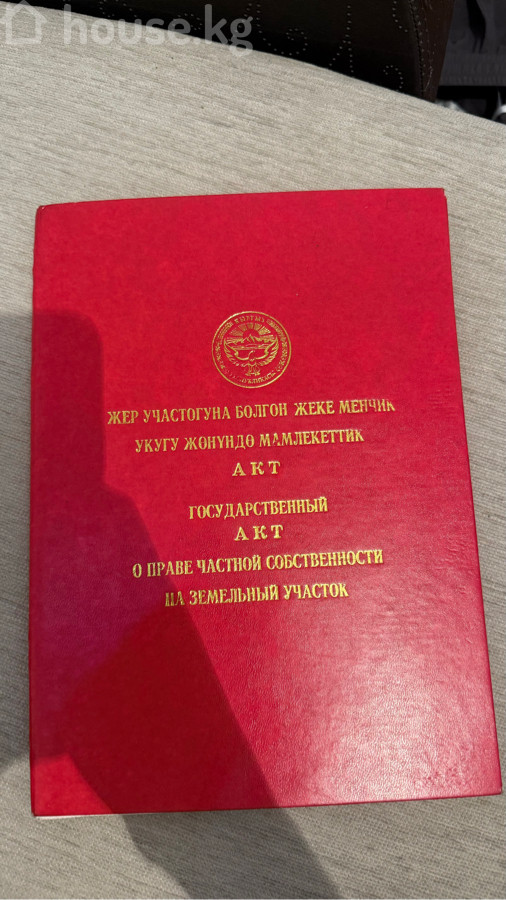 house.kg
ЖЕР УЧАСТОГУНА БОЛГОН ЖЕКЕ МЕНЧИК
УКУГУ ЖӨНҮНДӨ МАМЛЕКЕТТИК
АКТ
ГОСУДАРСТВЕННЫЙ
АКТ
О ПРАВЕ ЧАСТНОЙ СОБСТВЕННОСТИ
НА ЗЕМЕЛЬНЫЙ УЧАСТОК